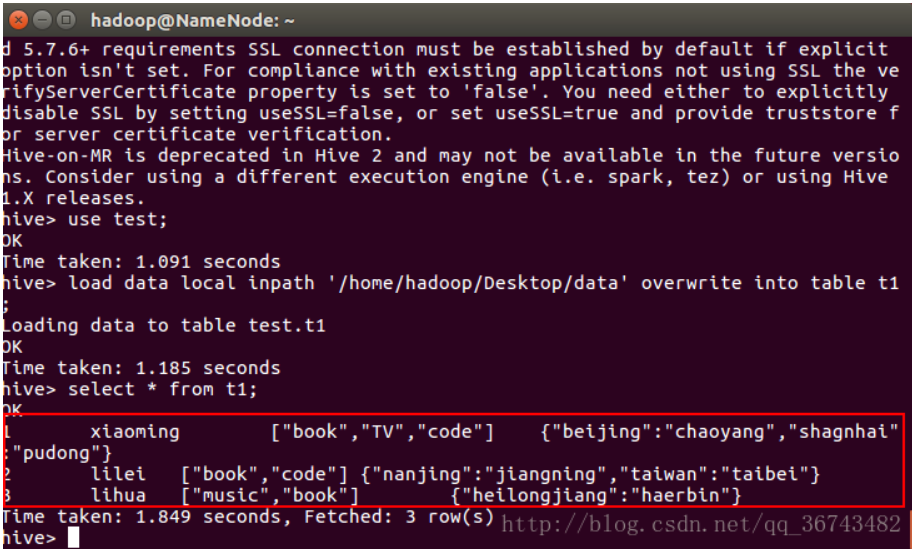 hadoop@NameNode: ~
d 5.7.6+ requirements SSL connection must be established by default if explicit
option isn't set. For compliance with existing applications not using SSL the ve
rifyServerCertificate property is set to 'false'. You need either to explicitly
disable SSL by setting useSSL=false, or set useSSL=true and provide truststore f
or server certificate verification.
Hive-on-MR is deprecated in Hive 2 and may not be available in the future versio
ns. Consider using a different execution engine (i.e. spark, tez) or using Hive
1.X releases.
hive> use test;
OK
Time taken: 1.091 seconds
hive> load data local inpath '/home/hadoop/Desktop/data' overwrite into table t1
;
Loading data to table test.t1
OK
Time taken: 1.185 seconds
hive> select * from t1;
OK
1 xiaoming ["book","TV","code"] {"beijing":"chaoyang","shagnhai"
:"pudong"}
2 lilei ["book","code"] {"nanjing":"jiangning","taiwan":"taibei"}
3 lihua ["music","book"] {"heilongjiang":"haerbin"}
Time taken: 1.849 seconds, Fetched: 3 row(s)
http://blog.csdn.net/qq_36743482
hive>